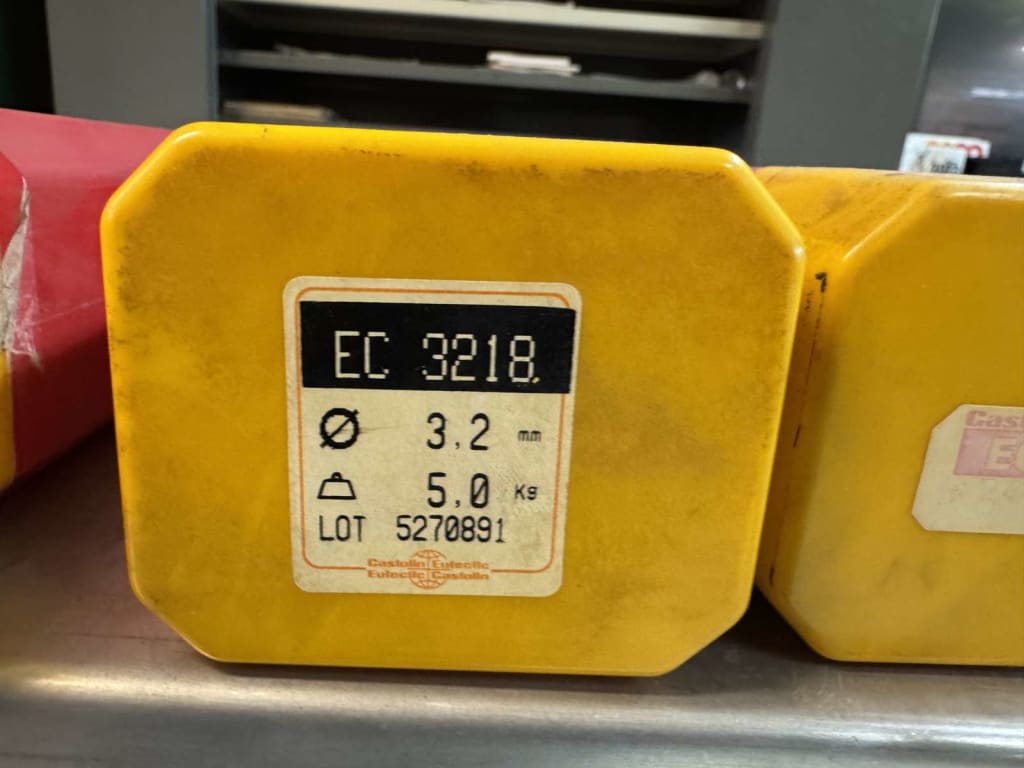 EC 3218.
Ø 3,2 mm
5,0 Kg
LOT 5270891
Castolin Eutectic
Eutectic Castolin